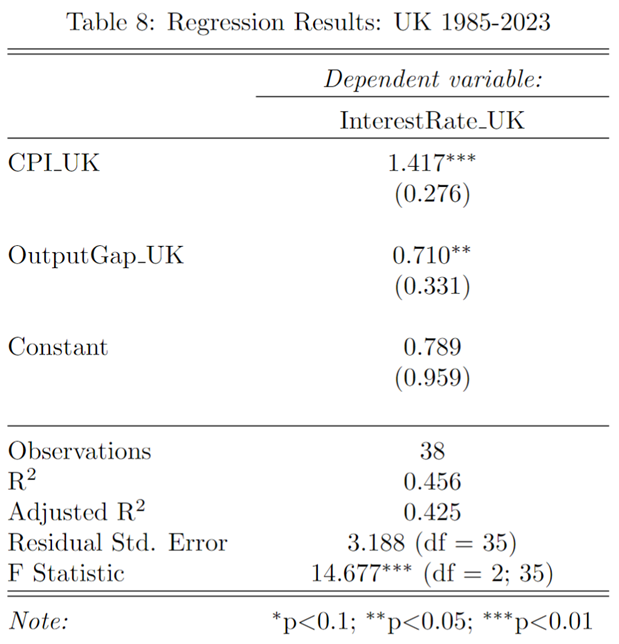 Table 8: Regression Results: UK 1985-2023
Dependent variable:
InterestRate_UK
CPI_UK 1.417***
(0.276)
OutputGap_UK 0.710**
(0.331)
Constant 0.789
(0.959)
Observations 38
R2 0.456
Adjusted R2 0.425
Residual Std. Error 3.188 (df = 35)
F Statistic 14.677*** (df = 2; 35)
Note: *p<0.1; **p<0.05; ***p<0.01